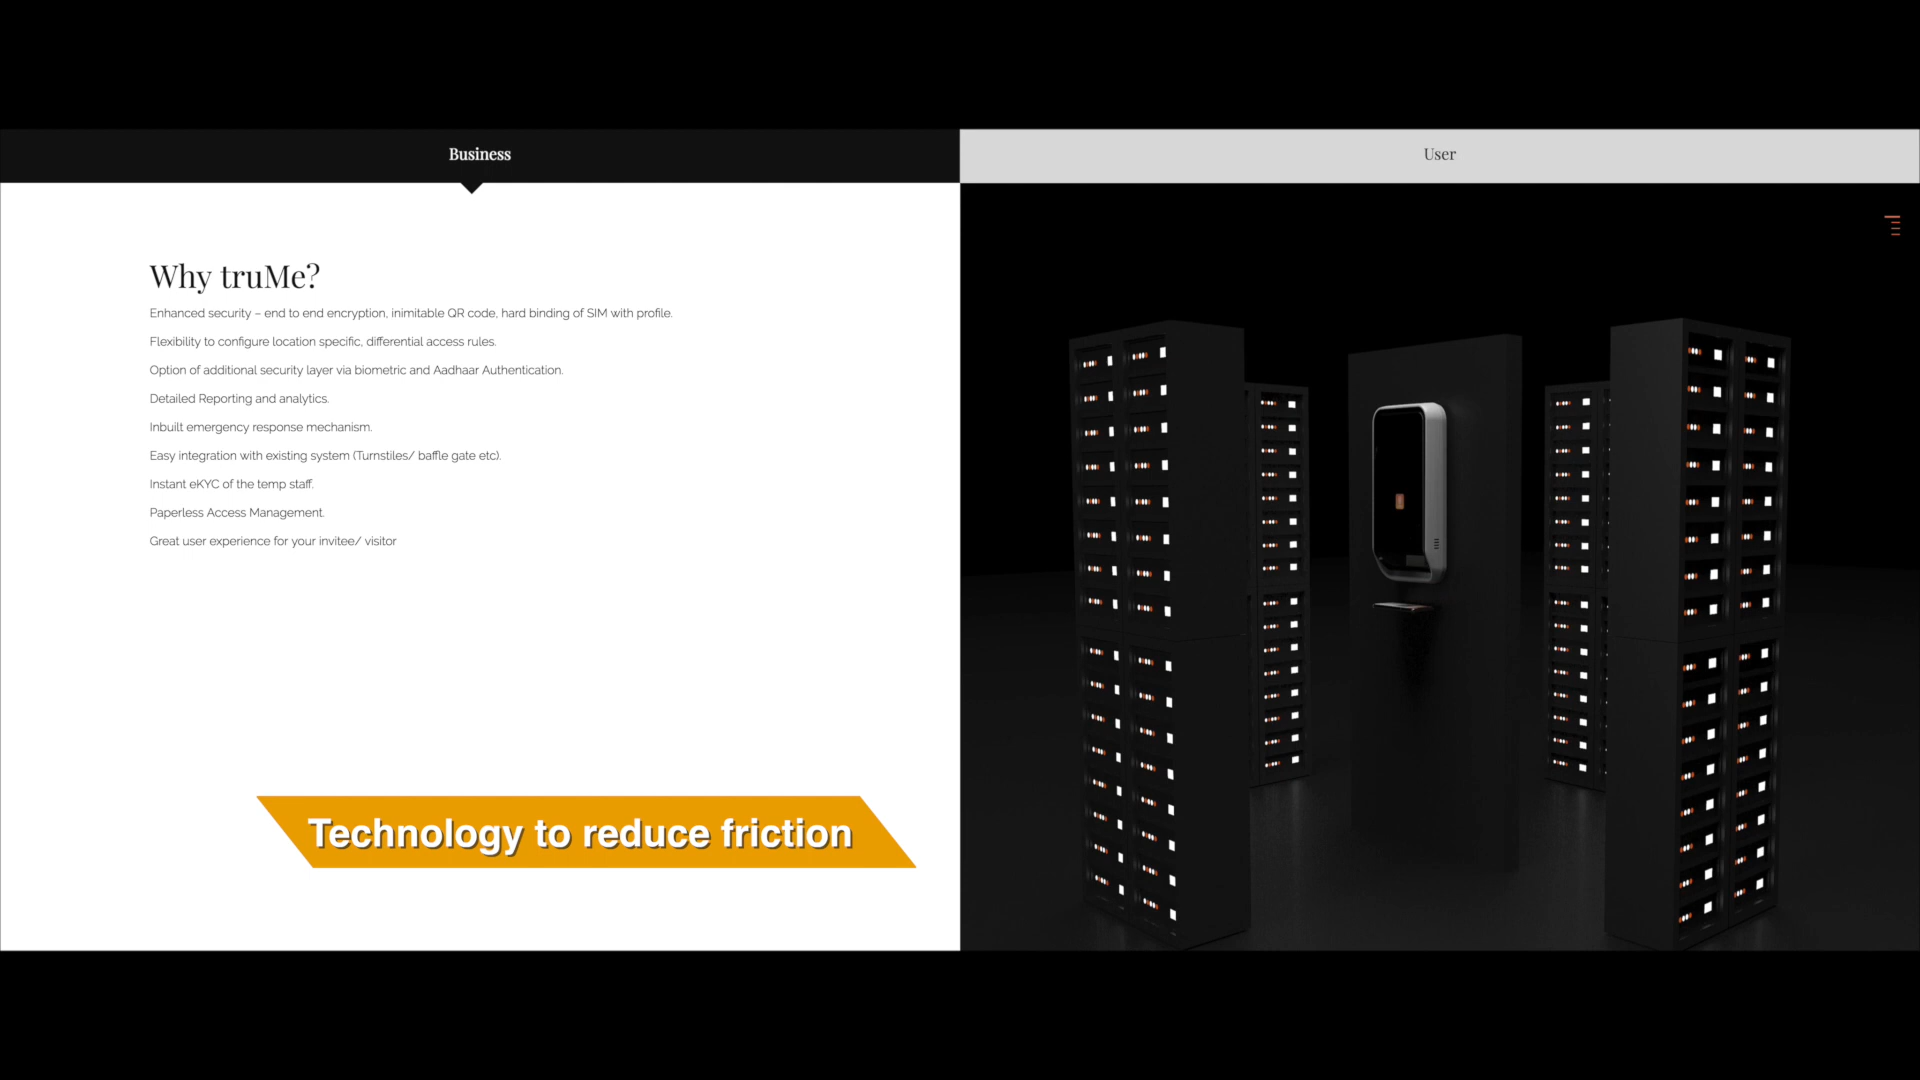 Business
User
Why truMe?
Enhanced security – end to end encryption, inimitable QR code, hard binding of SIM with profile.
Flexibility to configure location specific, differential access rules.
Option of additional security layer via biometric and Aadhaar Authentication.
Detailed Reporting and analytics.
Inbuilt emergency response mechanism.
Easy integration with existing system (Turnstiles/ baffle gate etc).
Instant eKYC of the temp staff.
Paperless Access Management.
Great user experience for your invitee/ visitor
Technology to reduce friction